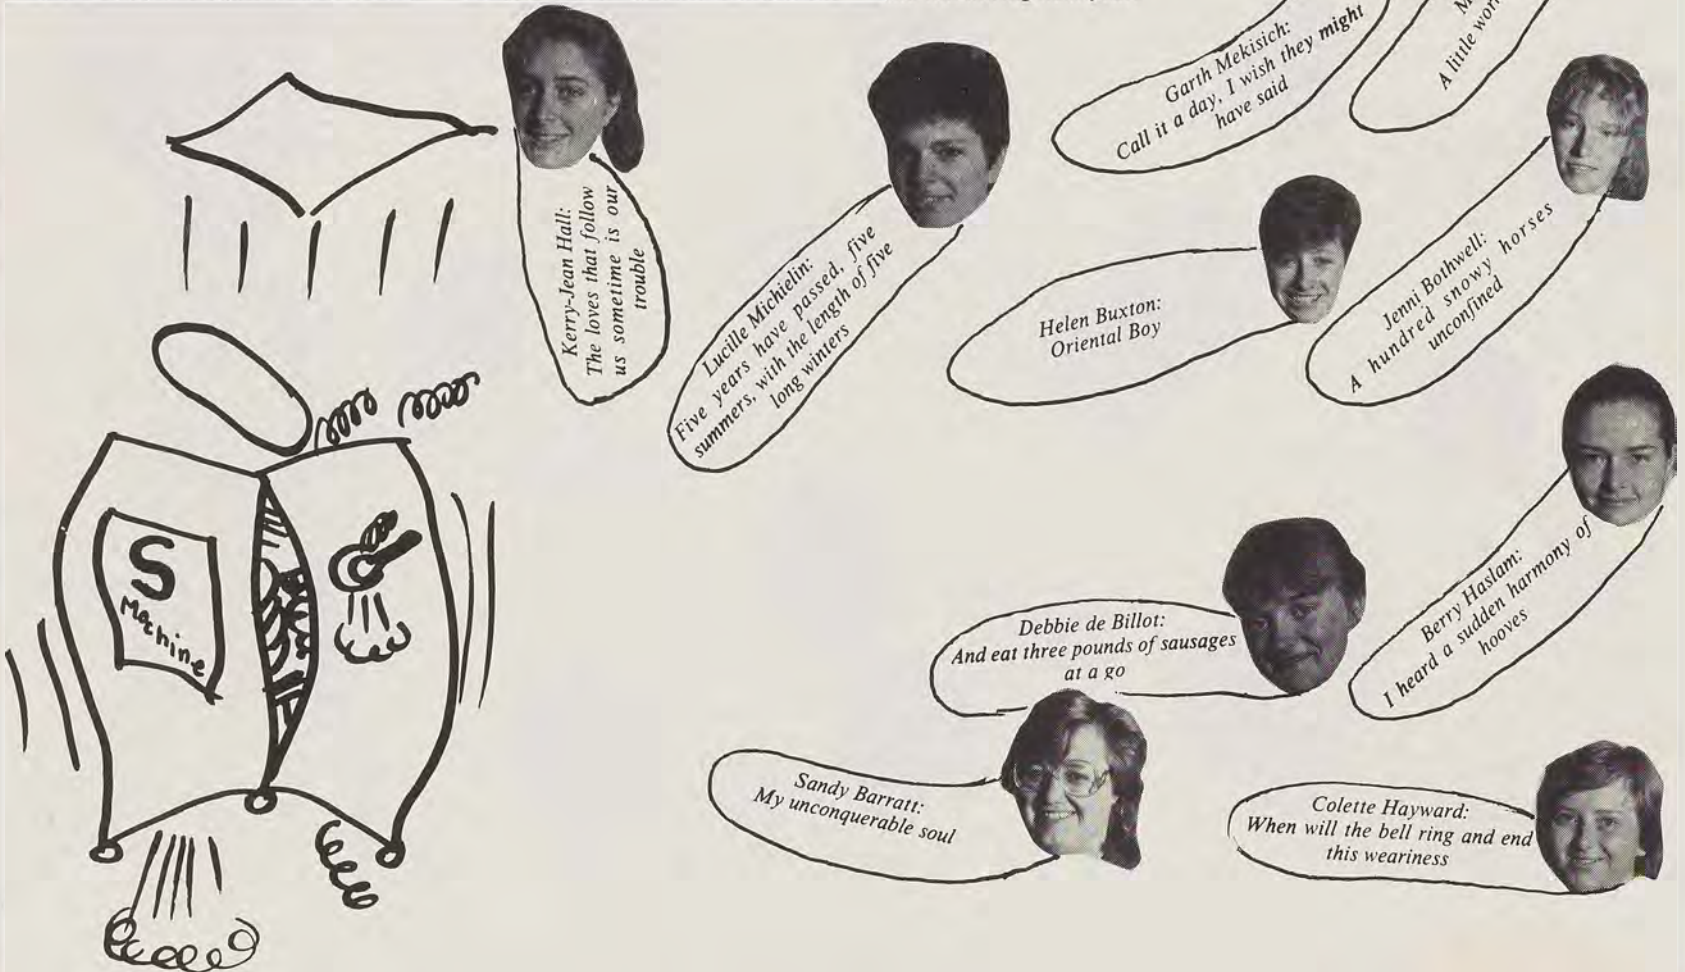 Garth Mekisich:
Call it a day, I wish they might
have said
A little
Kerry-Jean Hall:
The loves that follow
us sometime is our
trouble
Lucille Michielin:
Five years have passed, five
summers, with the length of five
long winters
Helen Buxton:
Oriental Boy
Jenni Bothwell:
A hundred snowy horses
unconfined
S
Machine
Debbie de Billot:
And eat three pounds of sausages
at a go
Berry Haslam:
I heard a sudden harmony of
hooves
Sandy Barratt:
My unconquerable soul
Colette Hayward:
When will the bell ring and end
this weariness